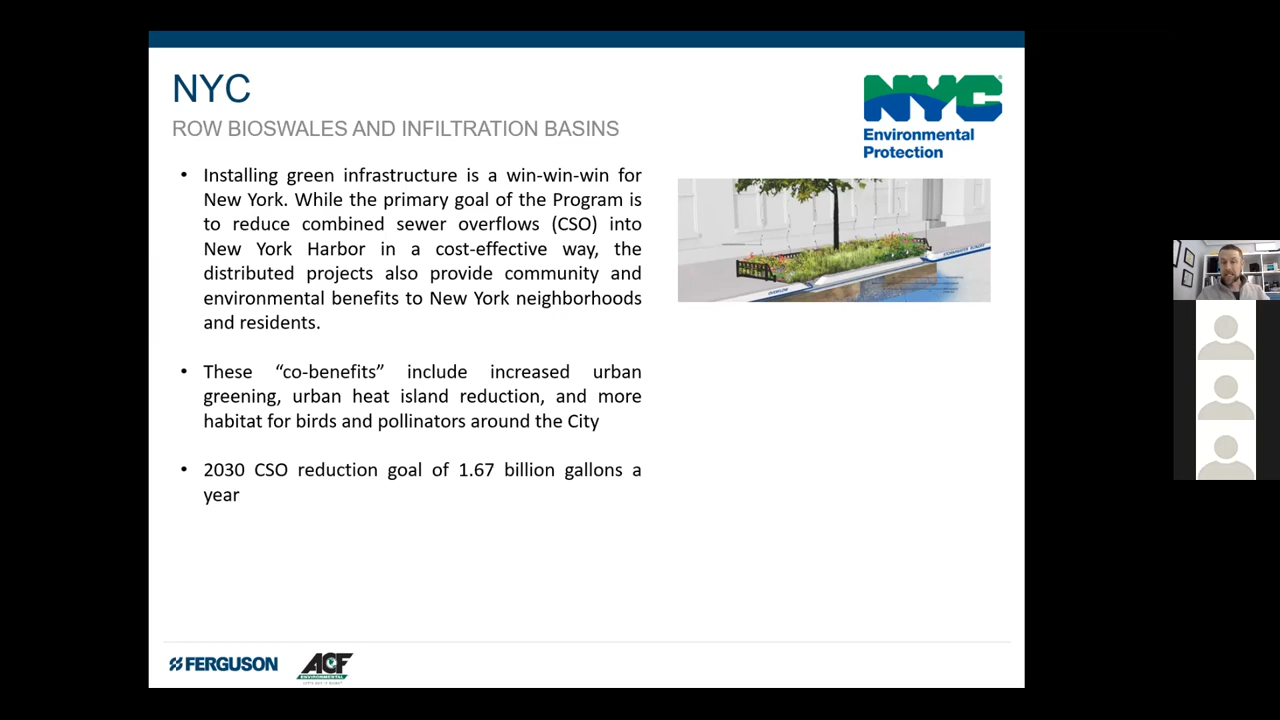 NYC
ROW BIOSWALES AND INFILTRATION BASINS
NYC
Environmental
Protection
• Installing green infrastructure is a win-win-win for
New York. While the primary goal of the Program is
to reduce combined sewer overflows (CSO) into
New York Harbor in a cost-effective way, the
distributed projects also provide community and
environmental benefits to New York neighborhoods
and residents.
• These “co-benefits” include increased urban
greening, urban heat island reduction, and more
habitat for birds and pollinators around the City
• 2030 CSO reduction goal of 1.67 billion gallons a
year
OVERFLOW
STORMWATER RUNOFF
FERGUSON
ACF
ENVIRONMENTAL